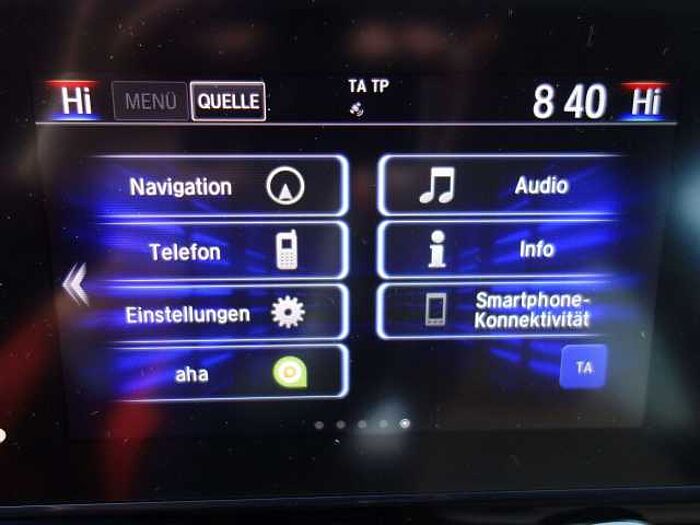 Hi MENÜ QUELLE TA TP 8 40 Hi
Navigation
Audio
Telefon
Info
Einstellungen
Smartphone-
Konnektivität
aha
TA